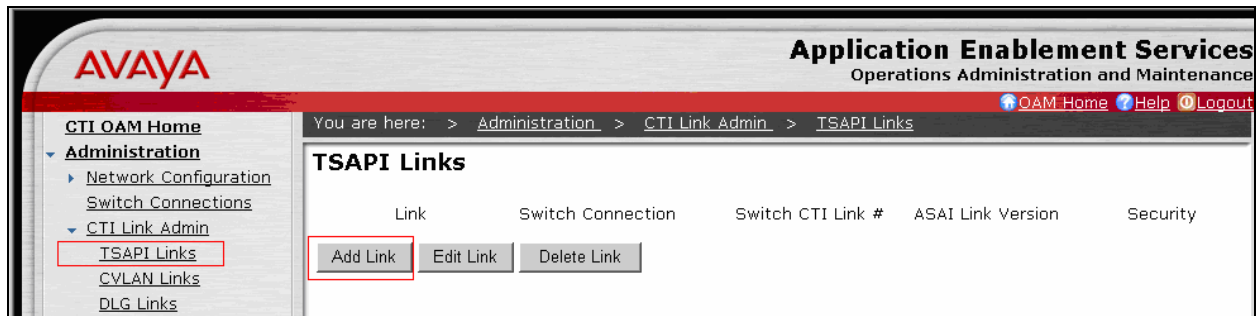 AVAYA
Application Enablement Services
Operations Administration and Maintenance
OAM Home ?Help Logout
CTI OAM Home
Administration
Network Configuration
Switch Connections
CTI Link Admin
TSAPI Links
CVLAN Links
DLG Links
You are here: > Administration > CTI Link Admin > TSAPI Links
TSAPI Links
Link Switch Connection Switch CTI Link # ASAI Link Version Security
Add Link Edit Link Delete Link